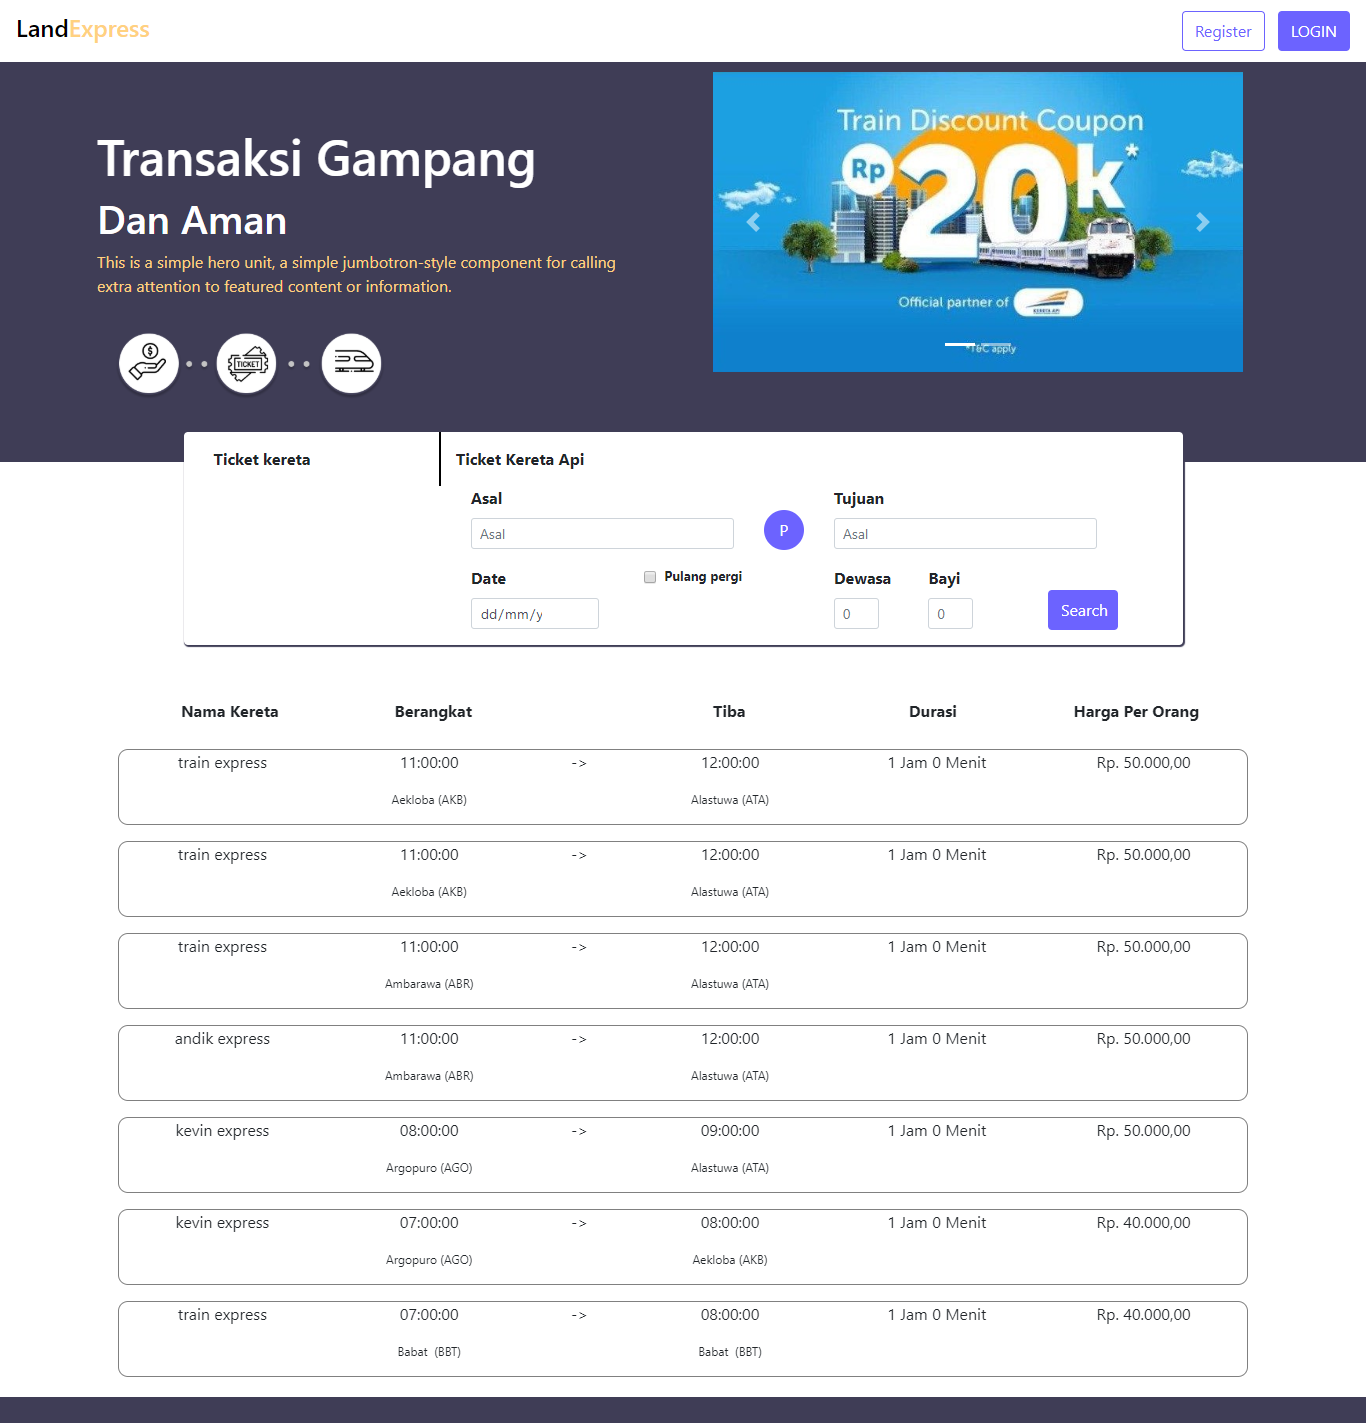 LandExpress
Register
LOGIN
Transaksi Gampang
Dan Aman
This is a simple hero unit, a simple jumbotron-style component for calling
extra attention to featured content or information.
TICKET
Train Discount Coupon
Rp 20k*
Official partner of
KERETA API
*T&C apply
Ticket kereta
Ticket Kereta Api
Asal
Asal
P
Tujuan
Asal
Date
dd/mm/y
Pulang pergi
Dewasa
0
Bayi
0
Search
Nama Kereta Berangkat Tiba Durasi Harga Per Orang
train express 11:00:00 -> 12:00:00 1 Jam 0 Menit Rp. 50.000,00
Aekloba (AKB) Alastuwa (ATA)
train express 11:00:00 -> 12:00:00 1 Jam 0 Menit Rp. 50.000,00
Aekloba (AKB) Alastuwa (ATA)
train express 11:00:00 -> 12:00:00 1 Jam 0 Menit Rp. 50.000,00
Ambarawa (ABR) Alastuwa (ATA)
andik express 11:00:00 -> 12:00:00 1 Jam 0 Menit Rp. 50.000,00
Ambarawa (ABR) Alastuwa (ATA)
kevin express 08:00:00 -> 09:00:00 1 Jam 0 Menit Rp. 50.000,00
Argopuro (AGO) Alastuwa (ATA)
kevin express 07:00:00 -> 08:00:00 1 Jam 0 Menit Rp. 40.000,00
Argopuro (AGO) Aekloba (AKB)
train express 07:00:00 -> 08:00:00 1 Jam 0 Menit Rp. 40.000,00
Babat (BBT) Babat (BBT)